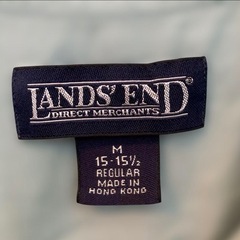 LANDS' END
DIRECT MERCHANTS
M
15-15½
REGULAR
MADE IN
HONG KONG